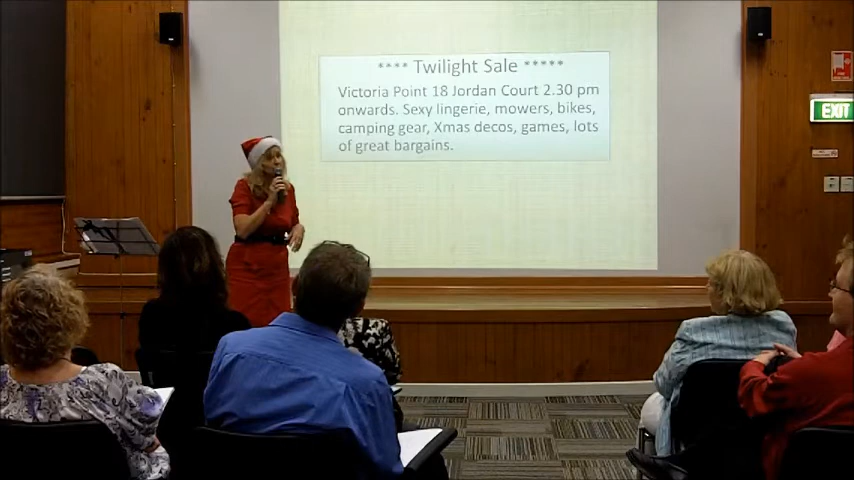 **** Twilight Sale *****
Victoria Point 18 Jordan Court 2.30 pm
onwards. Sexy lingerie, mowers, bikes,
camping gear, Xmas decos, games, lots
of great bargains.
EXIT